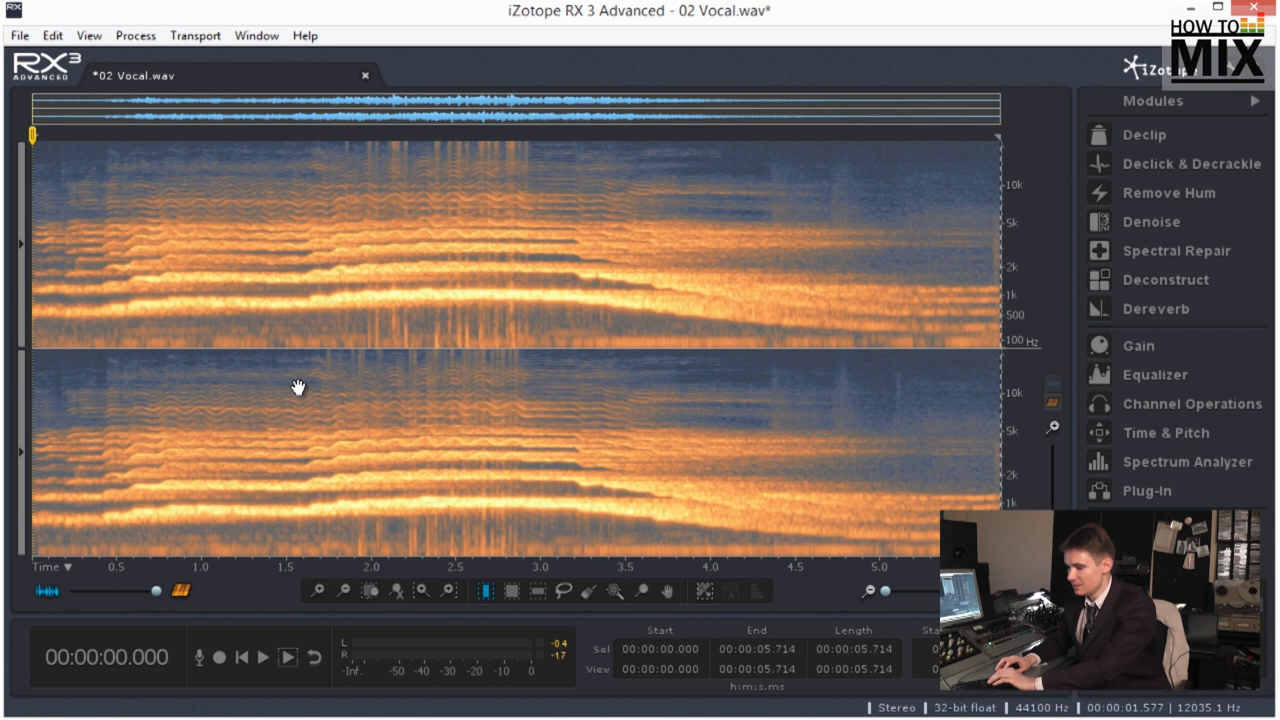 RX
iZotope RX 3 Advanced - 02 Vocal.wav*
HOW TO
MIX
File Edit View Process Transport Window Help
RX3
ADVANCED
*02 Vocal.wav
Modules
Declip
Declick & Decrackle
Remove Hum
Denoise
Spectral Repair
Deconstruct
Dereverb
Gain
Equalizer
Channel Operations
Time & Pitch
Spectrum Analyzer
Plug-In
10k
5k
2k
1k
500
100 Hz
10k
5k
2k
1k
Time 0.5 1.0 1.5 2.0 2.5 3.0 3.5 4.0 4.5 5.0
00:00:00.000
L
R
-0.4
-1.7
-Inf. -50 -40 -30 -20 -10 0
Start End Length
Sel 00:00:00.000 00:00:05.714 00:00:05.714
View 00:00:00.000 00:00:05.714 00:00:05.714
h:m:s.ms
Stereo 32-bit float 44100 Hz 00:00:01.577 | 12035.1 Hz